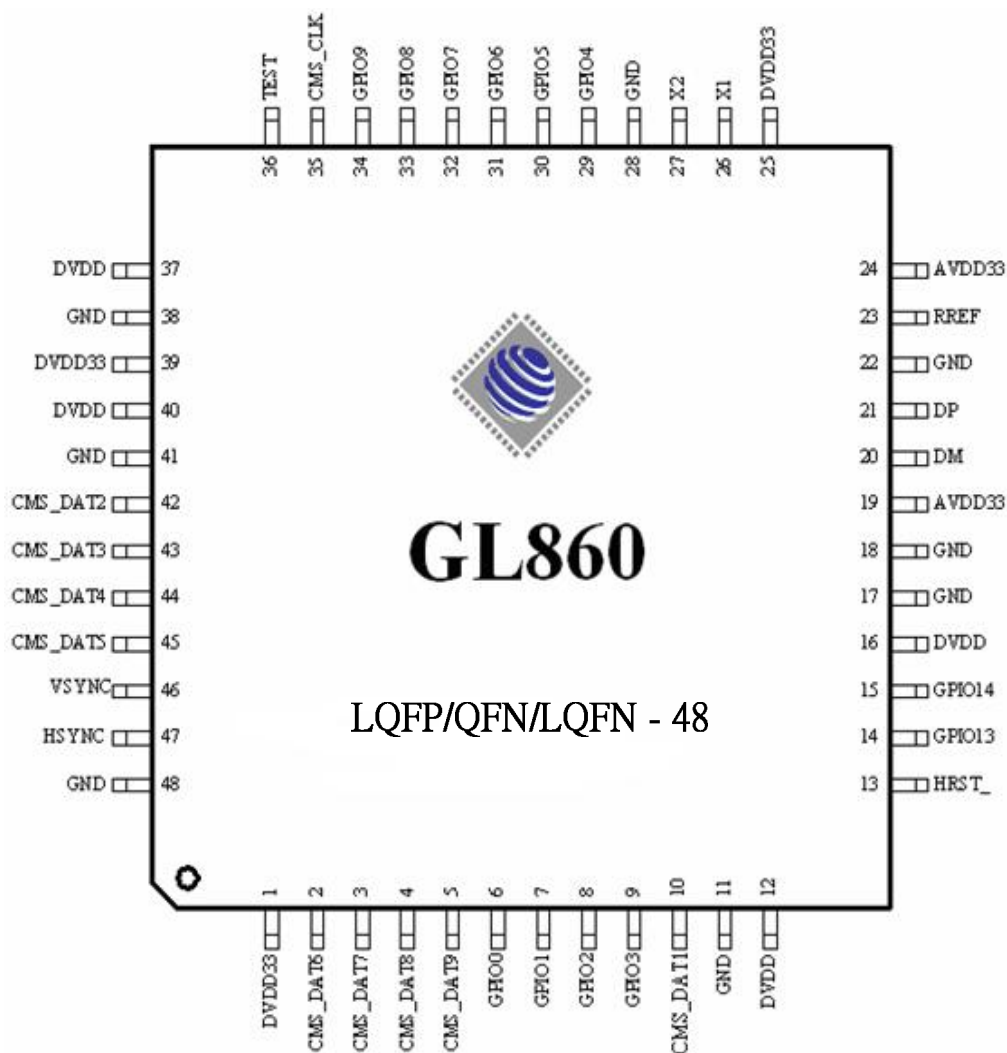 TEST
CMS_CLK
GPIO9
GPIO8
GPIO7
GPIO6
GPIO5
GPIO4
GND
X2
X1
DVDD33
36
35
34
33
32
31
30
29
28
27
26
25
DVDD 37
GND 38
DVDD33 39
DVDD 40
GND 41
CMS_DAT2 42
CMS_DAT3 43
CMS_DAT4 44
CMS_DAT5 45
VSYNC 46
HSYNC 47
GND 48
24 AVDD33
23 RREF
22 GND
21 DP
20 DM
19 AVDD33
18 GND
17 GND
16 DVDD
15 GPIO14
14 GPIO13
13 HRST_
GL860
LQFP/QFN/LQFN - 48
1
2
3
4
5
6
7
8
9
10
11
12
DVDD33
CMS_DAT6
CMS_DAT7
CMS_DAT8
CMS_DAT9
GPIO0
GPIO1
GPIO2
GPIO3
CMS_DAT1
GND
DVDD